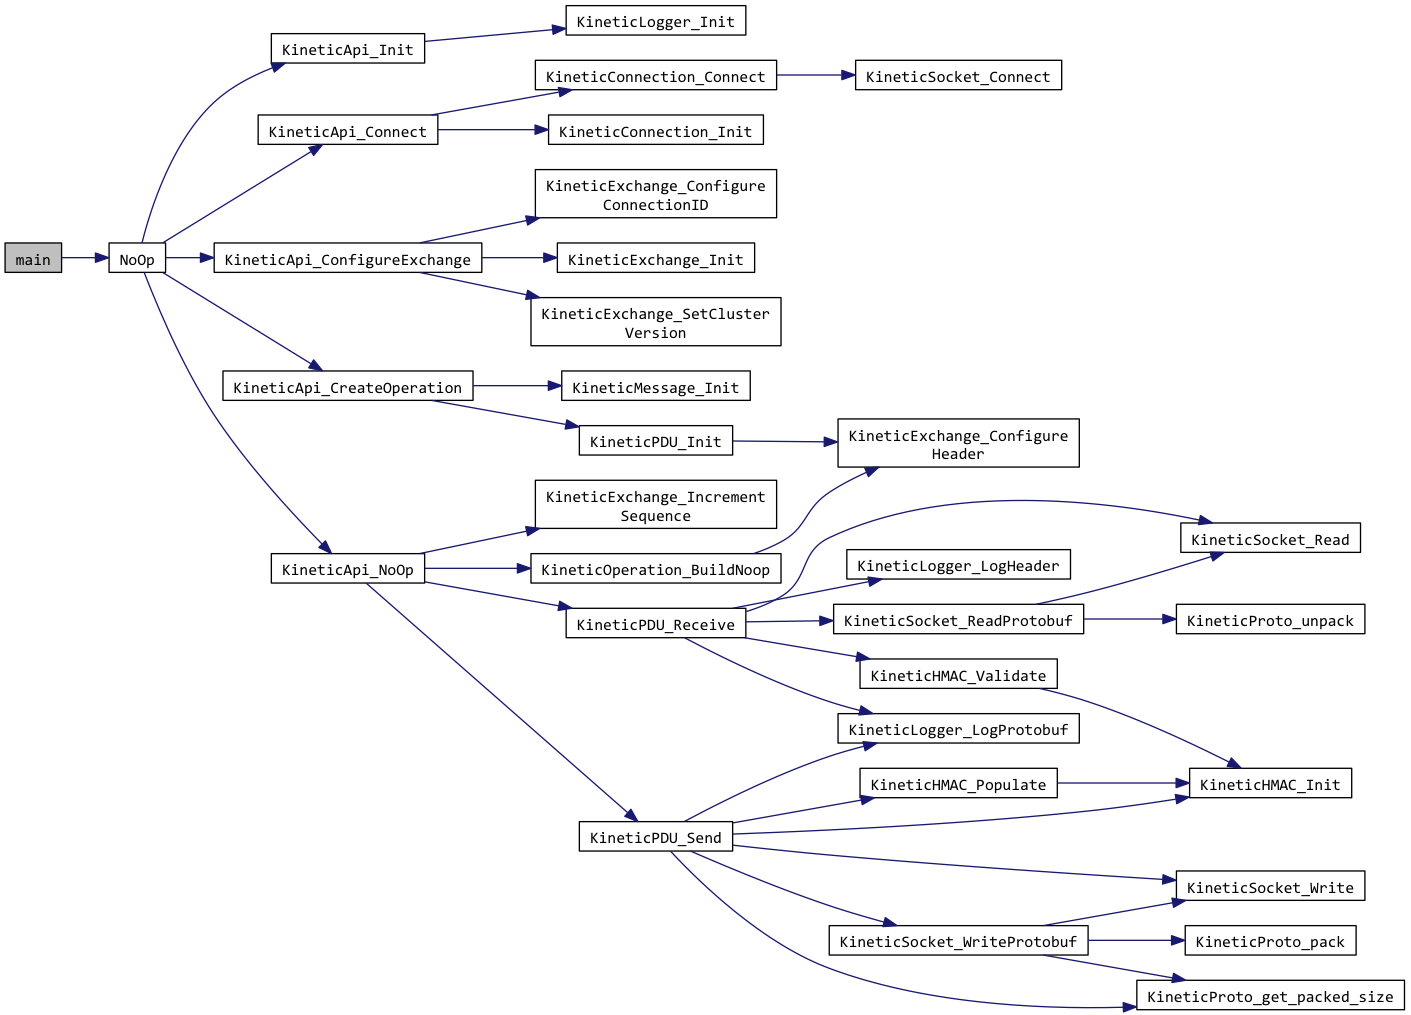 main
NoOp
KineticApi_Init
KineticLogger_Init
KineticApi_Connect
KineticConnection_Connect
KineticSocket_Connect
KineticConnection_Init
KineticApi_ConfigureExchange
KineticExchange_Configure
ConnectionID
KineticExchange_Init
KineticExchange_SetCluster
Version
KineticApi_CreateOperation
KineticMessage_Init
KineticPDU_Init
KineticExchange_Configure
Header
KineticApi_NoOp
KineticExchange_Increment
Sequence
KineticOperation_BuildNoop
KineticPDU_Receive
KineticLogger_LogHeader
KineticSocket_ReadProtobuf
KineticSocket_Read
KineticProto_unpack
KineticHMAC_Validate
KineticLogger_LogProtobuf
KineticPDU_Send
KineticHMAC_Populate
KineticHMAC_Init
KineticSocket_WriteProtobuf
KineticSocket_Write
KineticProto_pack
KineticProto_get_packed_size